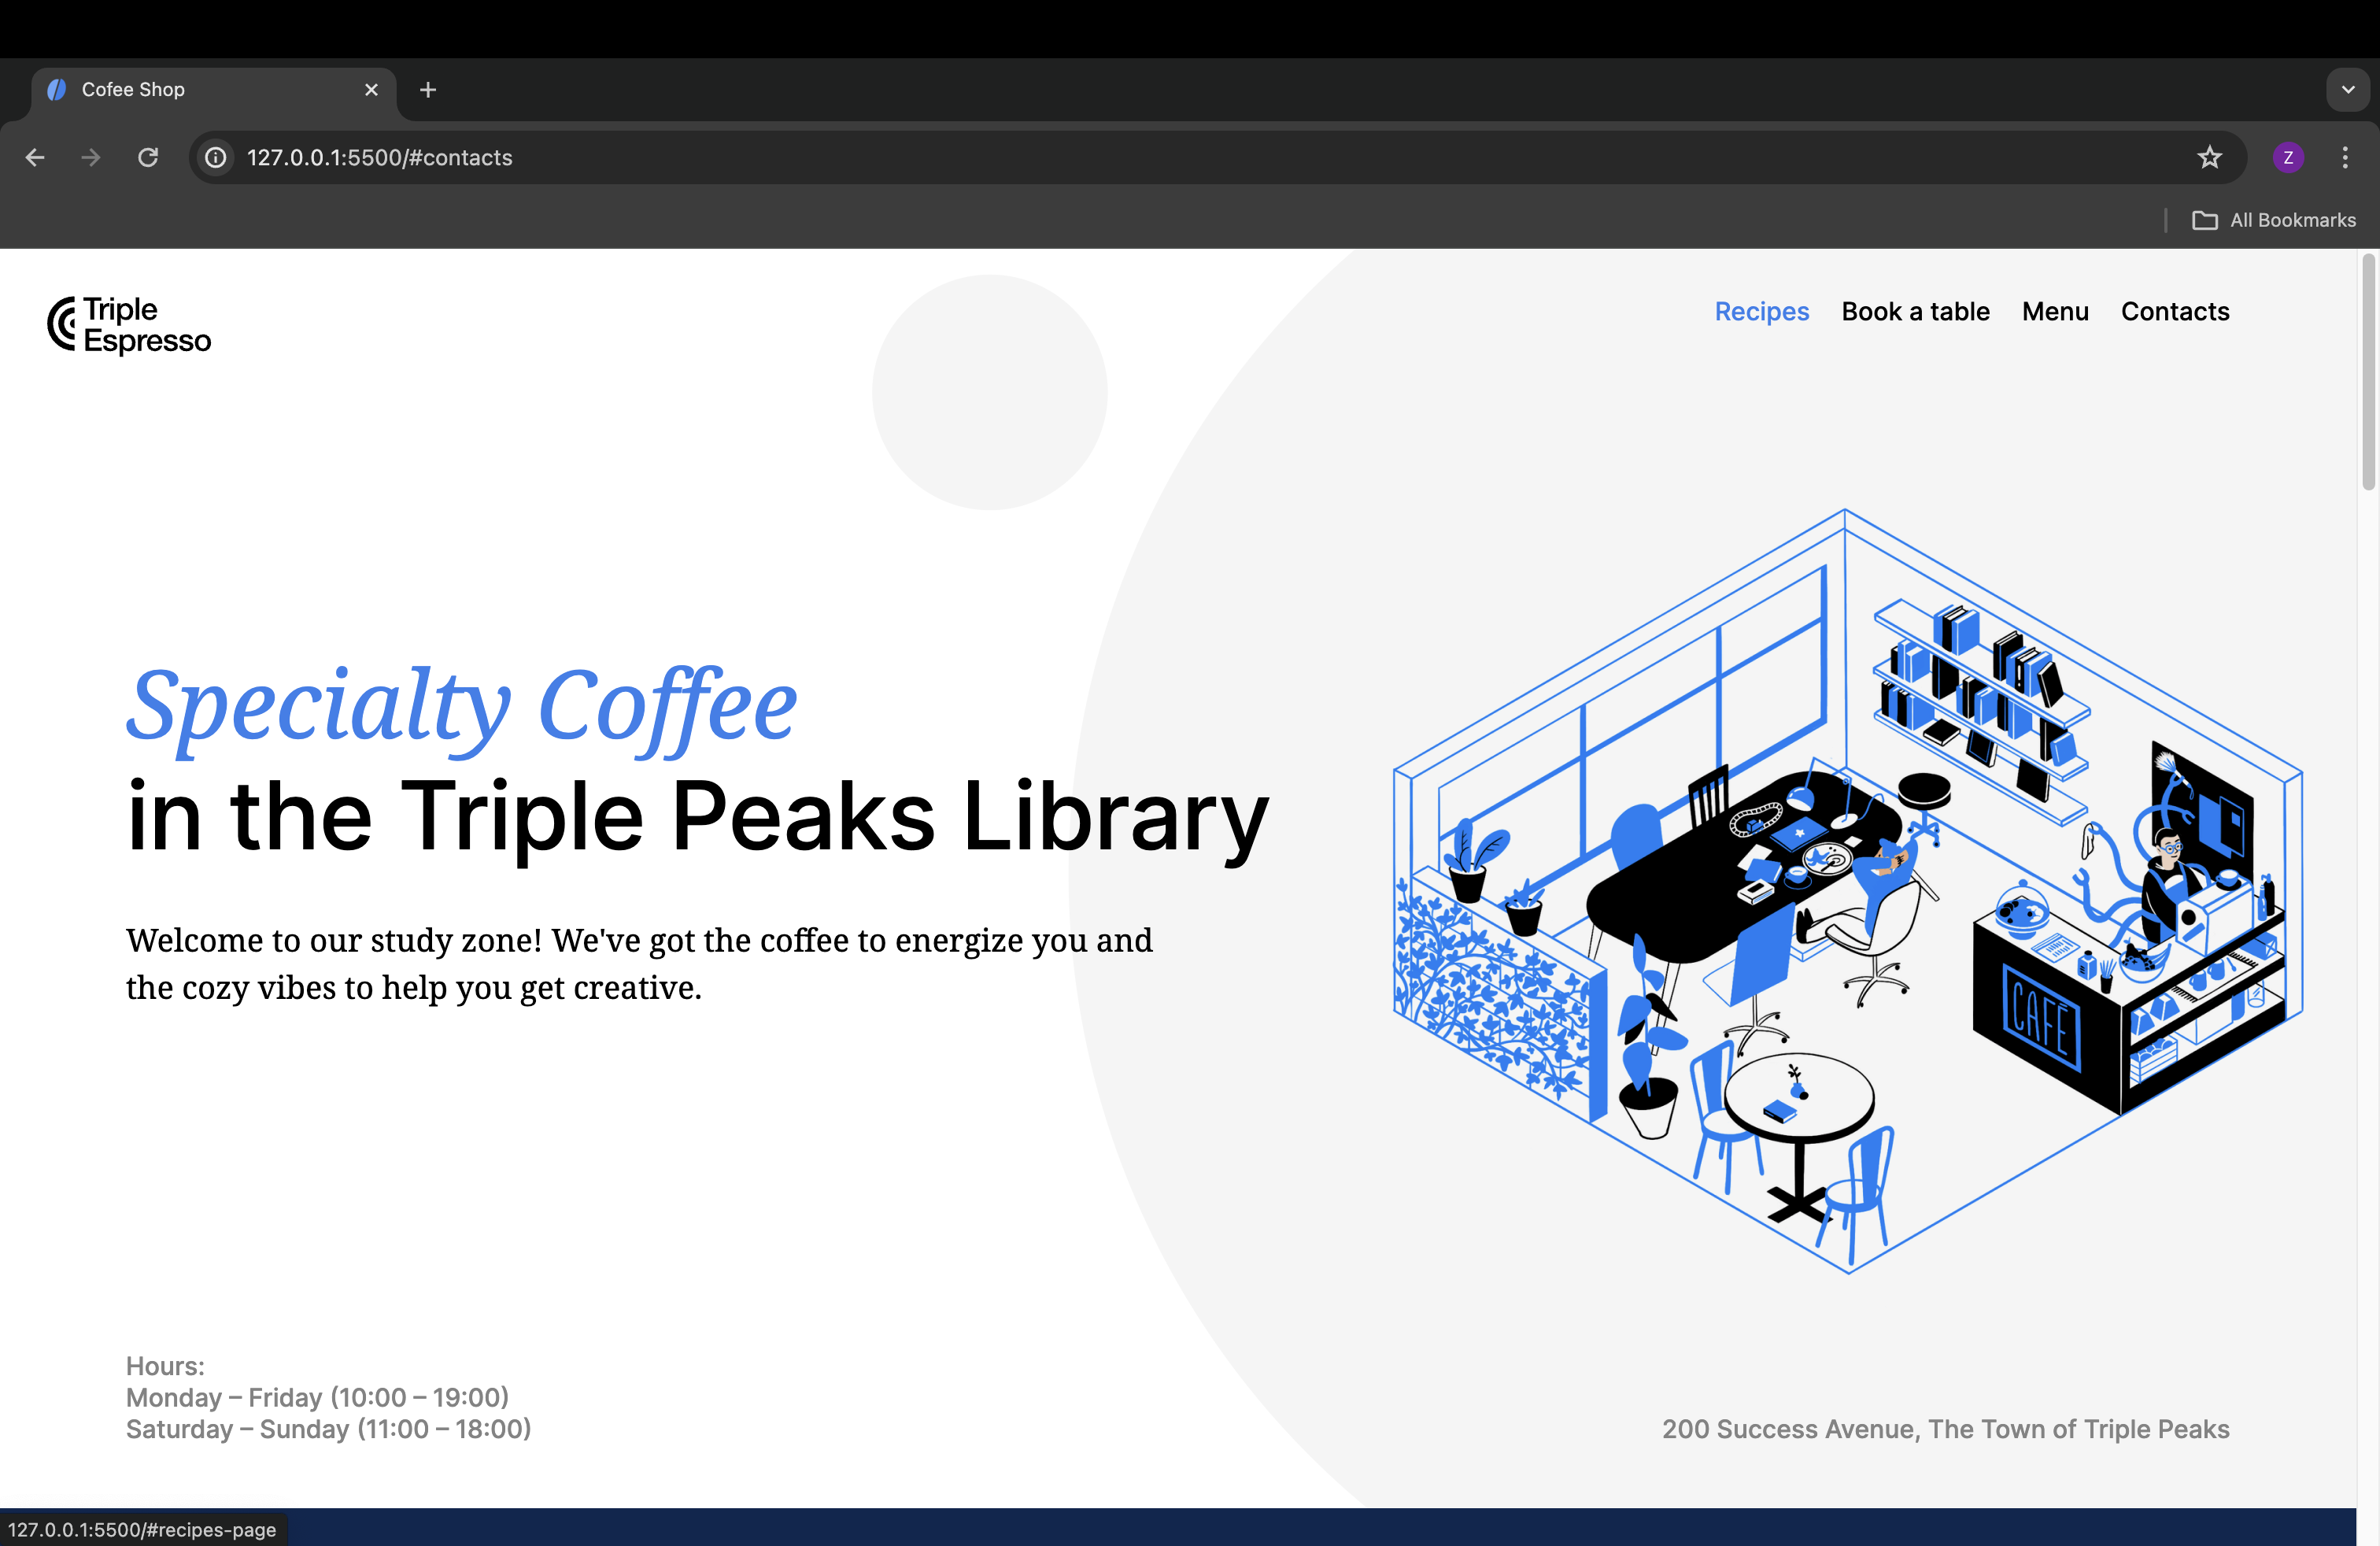 Cofee Shop
127.0.0.1:5500/#contacts
Z
All Bookmarks
Triple
Espresso
Recipes
Book a table
Menu
Contacts
Specialty Coffee
in the Triple Peaks Library
Welcome to our study zone! We've got the coffee to energize you and
the cozy vibes to help you get creative.
CAFE
Hours:
Monday – Friday (10:00 – 19:00)
Saturday – Sunday (11:00 – 18:00)
200 Success Avenue, The Town of Triple Peaks
127.0.0.1:5500/#recipes-page